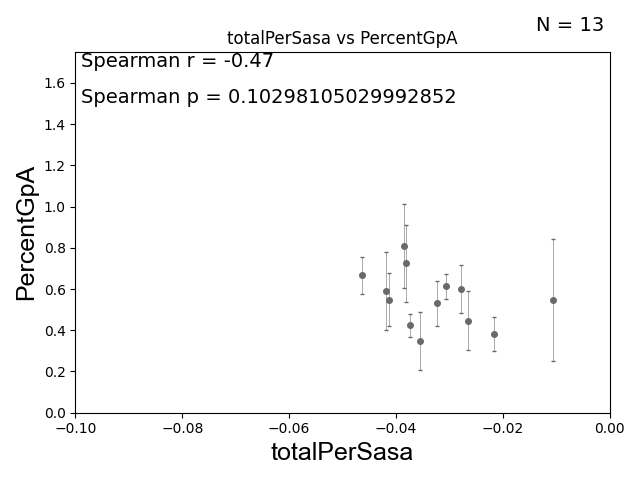 N = 13
totalPerSasa vs PercentGpA
Spearman r = -0.47
Spearman p = 0.10298105029992852
PercentGpA
1.6
1.4
1.2
1.0
0.8
0.6
0.4
0.2
0.0
−0.10 −0.08 −0.06 −0.04 −0.02 0.00
totalPerSasa